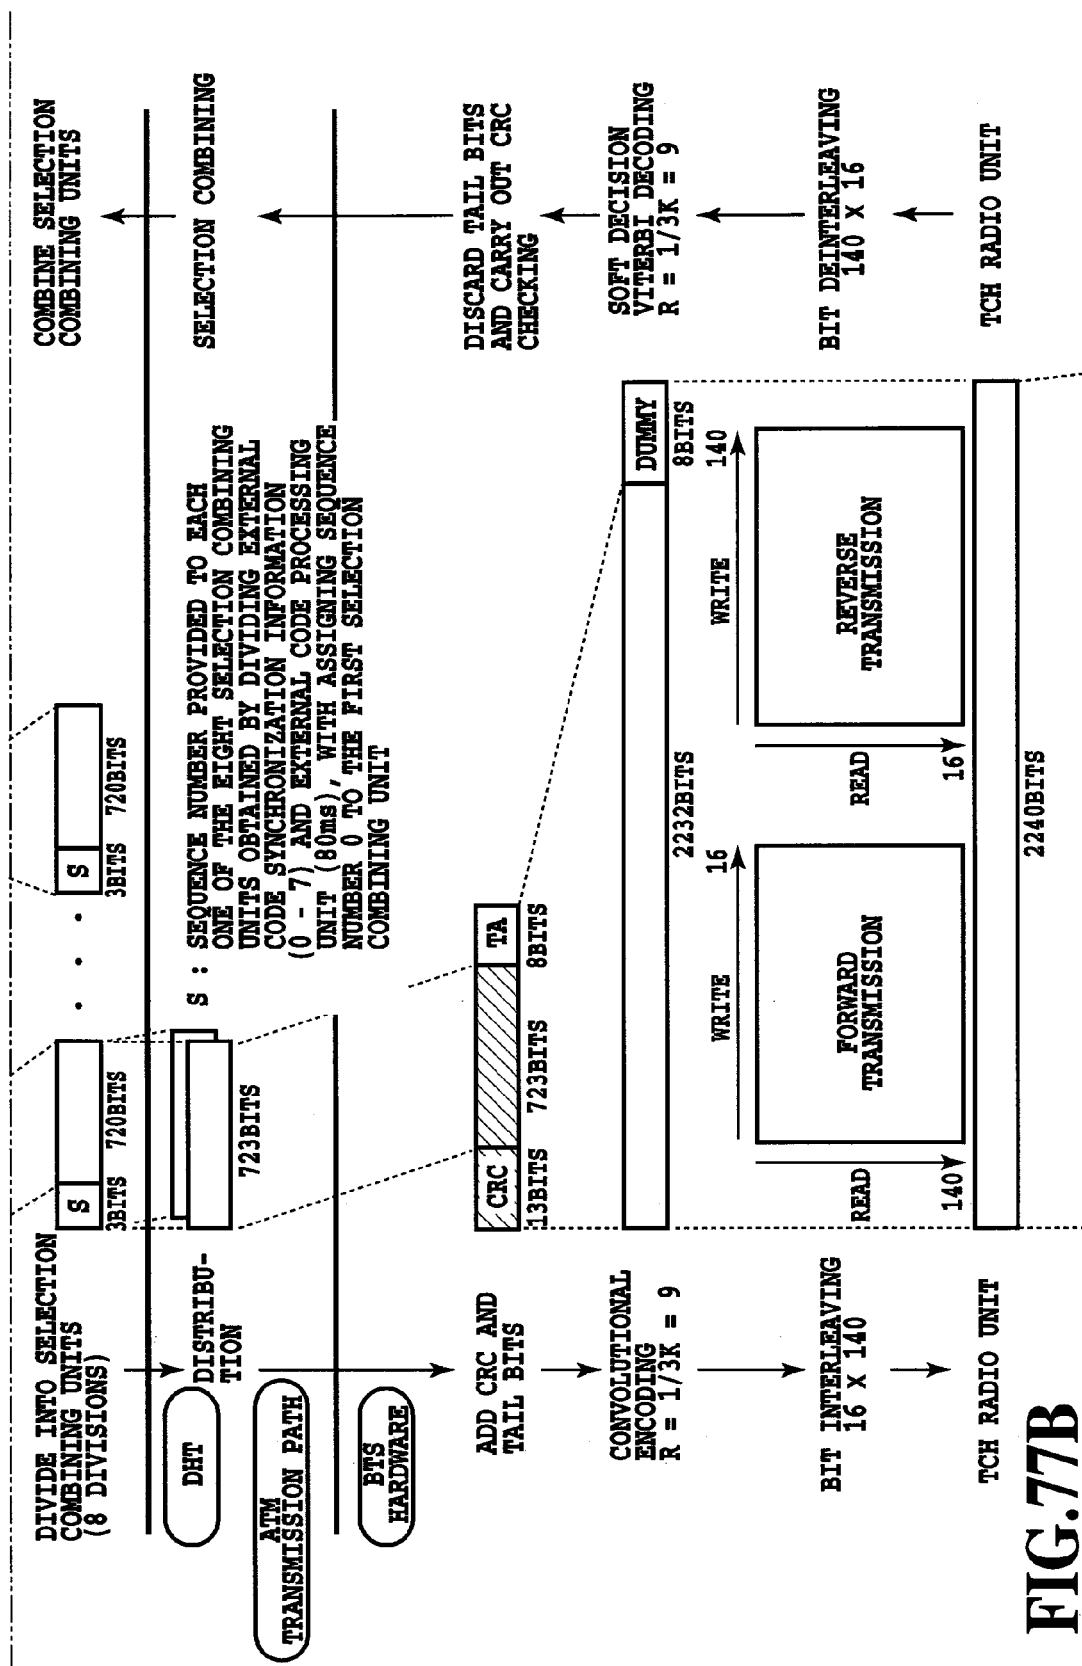 DIVIDE INTO SELECTION
COMBINING UNITS
(8 DIVISIONS)
S
3BITS
720BITS
S
3BITS
720BITS
COMBINE SELECTION
COMBINING UNITS
DHT
DISTRIBU-
TION
723BITS
S : SEQUENCE NUMBER PROVIDED TO EACH
ONE OF THE EIGHT SELECTION COMBINING
UNITS OBTAINED BY DIVIDING EXTERNAL
CODE SYNCHRONIZATION INFORMATION
(0 - 7) AND EXTERNAL CODE PROCESSING
UNIT (80ms), WITH ASSIGNING SEQUENCE
NUMBER 0 TO THE FIRST SELECTION
COMBINING UNIT
SELECTION COMBINING
ATM
TRANSMISSION PATH
BTS
HARDWARE
ADD CRC AND
TAIL BITS
CRC
TA
13BITS
723BITS
8BITS
DISCARD TAIL BITS
AND CARRY OUT CRC
CHECKING
CONVOLUTIONAL
ENCODING
R = 1/3K = 9
DUMMY
2232BITS
8BITS
SOFT DECISION
VITERBI DECODING
R = 1/3K = 9
BIT INTERLEAVING
16 X 140
WRITE
16
READ
140
FORWARD
TRANSMISSION
WRITE
140
READ
16
REVERSE
TRANSMISSION
BIT DEINTERLEAVING
140 X 16
TCH RADIO UNIT
2240BITS
TCH RADIO UNIT
FIG.77B